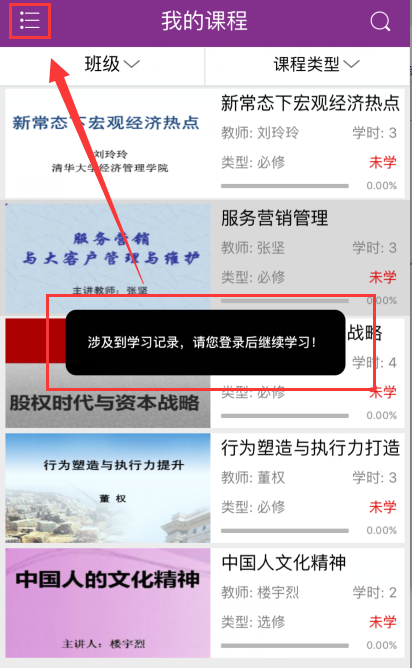 我的课程
班级
课程类型
新常态下宏观经济热点
刘玲玲
清华大学经济管理学院
新常态下宏观经济热点
教师: 刘玲玲
学时: 3
类型: 必修
未学
0.00%
服务营销
与大客户管理与维护
主讲教师: 张坚
服务营销管理
教师: 张坚
学时: 3
类型: 必修
未学
0.00%
涉及到学习记录，请您登录后继续学习！
股权时代与资本战略
战略
学时: 4
类型: 必修
未学
0.00%
行为塑造与执行力提升
董 权
行为塑造与执行力打造
教师: 董权
学时: 3
类型: 必修
未学
0.00%
中国人的文化精神
主讲人: 楼宇烈
中国人文化精神
教师: 楼宇烈
学时: 2
类型: 选修
未学
0.00%